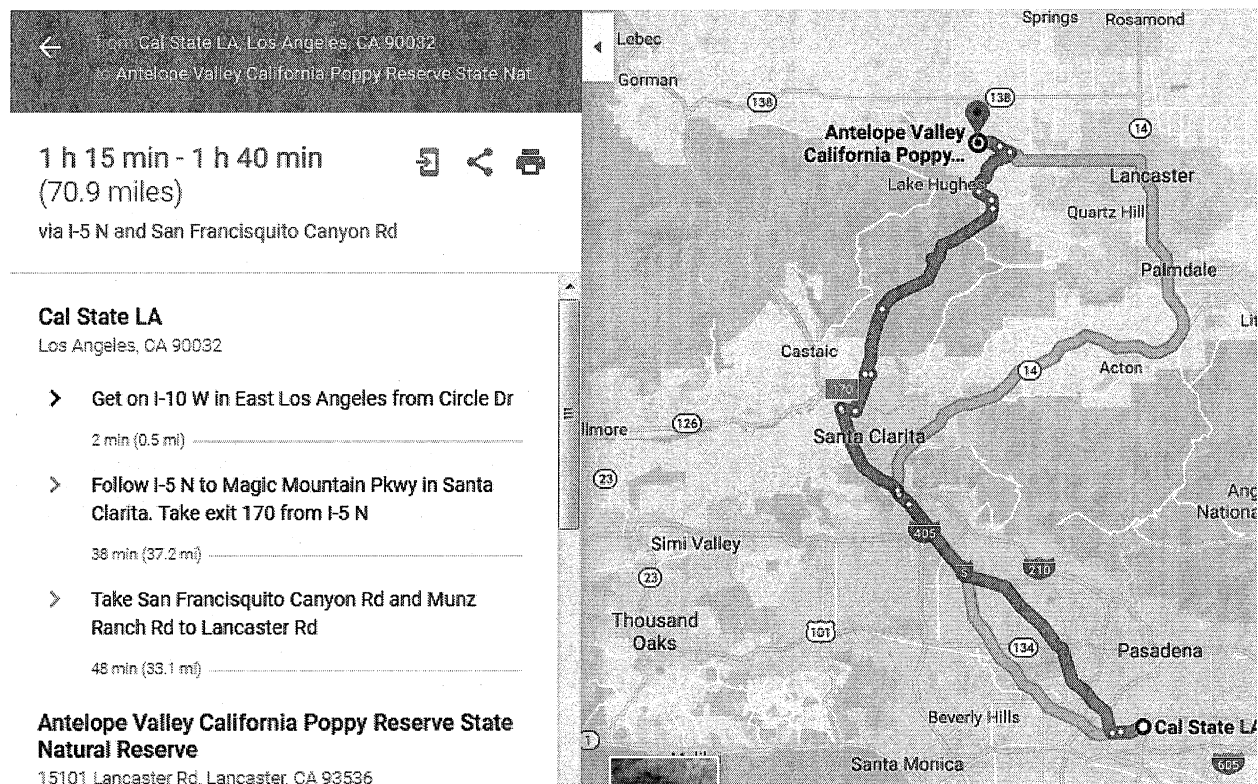 from Cal State LA, Los Angeles, CA 90032
to Antelope Valley California Poppy Reserve State Nat
1 h 15 min - 1 h 40 min
(70.9 miles)
via I-5 N and San Francisquito Canyon Rd
Cal State LA
Los Angeles, CA 90032
Get on I-10 W in East Los Angeles from Circle Dr
2 min (0.5 mi)
Follow I-5 N to Magic Mountain Pkwy in Santa
Clarita. Take exit 170 from I-5 N
38 min (37.2 mi)
Take San Francisquito Canyon Rd and Munz
Ranch Rd to Lancaster Rd
48 min (33.1 mi)
Antelope Valley California Poppy Reserve State
Natural Reserve
15101 Lancaster Rd, Lancaster, CA 93536
Springs
Rosamond
Lebec
Gorman
138
138
14
Antelope Valley
California Poppy...
Lake Hughes
Lancaster
Quartz Hill
Palmdale
Castaic
Acton
14
170
llmore
126
Santa Clarita
23
Ang
Nationa
405
Simi Valley
5
210
23
Thousand
Oaks
101
134
Pasadena
Beverly Hills
Cal State LA
1
Santa Monica
605